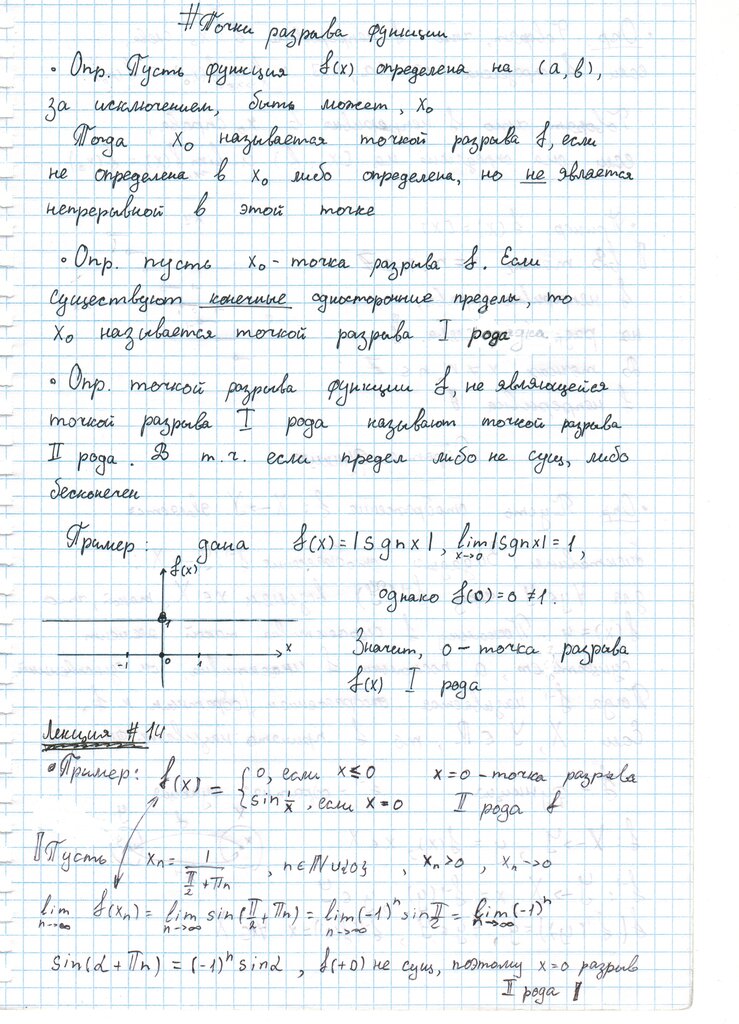 #Точки разрыва функции
• Опр. Пусть функция f(x) определена на (a, b),
за исключением, быть может, x₀
Тогда x₀ называется точкой разрыва f, если
не определена в x₀ либо определена, но не является
непрерывной в этой точке
• Опр. пусть x₀ - точка разрыва f. Если
существуют конечные односторонние пределы, то
x₀ называется точкой разрыва I рода
• Опр. точкой разрыва функции f, не являющейся
точкой разрыва I рода называют точкой разрыва
II рода. В т.ч. если предел либо не сущ, либо
бесконечен
Пример: дана f(x) = |sgn x|, lim x→0 |sgn x| = 1,
f(x)
однако f(0) = 0 ≠ 1.
1
-1 0 1 x
Значит, 0 - точка разрыва
f(x) I рода
Лекция # 14
• Пример: f(x) = { 0, если x ≤ 0 x = 0 - точка разрыва
sin 1/x, если x = 0 II рода f
Пусть xₙ = 1/(π/2 + πn), n ∈ ℕ ∪ {0}, xₙ > 0, xₙ → 0
lim n→∞ f(xₙ) = lim n→∞ sin(π/2 + πn) = lim n→∞ (-1)ⁿ sin π/2 = lim n→∞ (-1)ⁿ
sin(α + πn) = (-1)ⁿ sin α, f(+0) не сущ, поэтому x = 0 разрыв
II рода